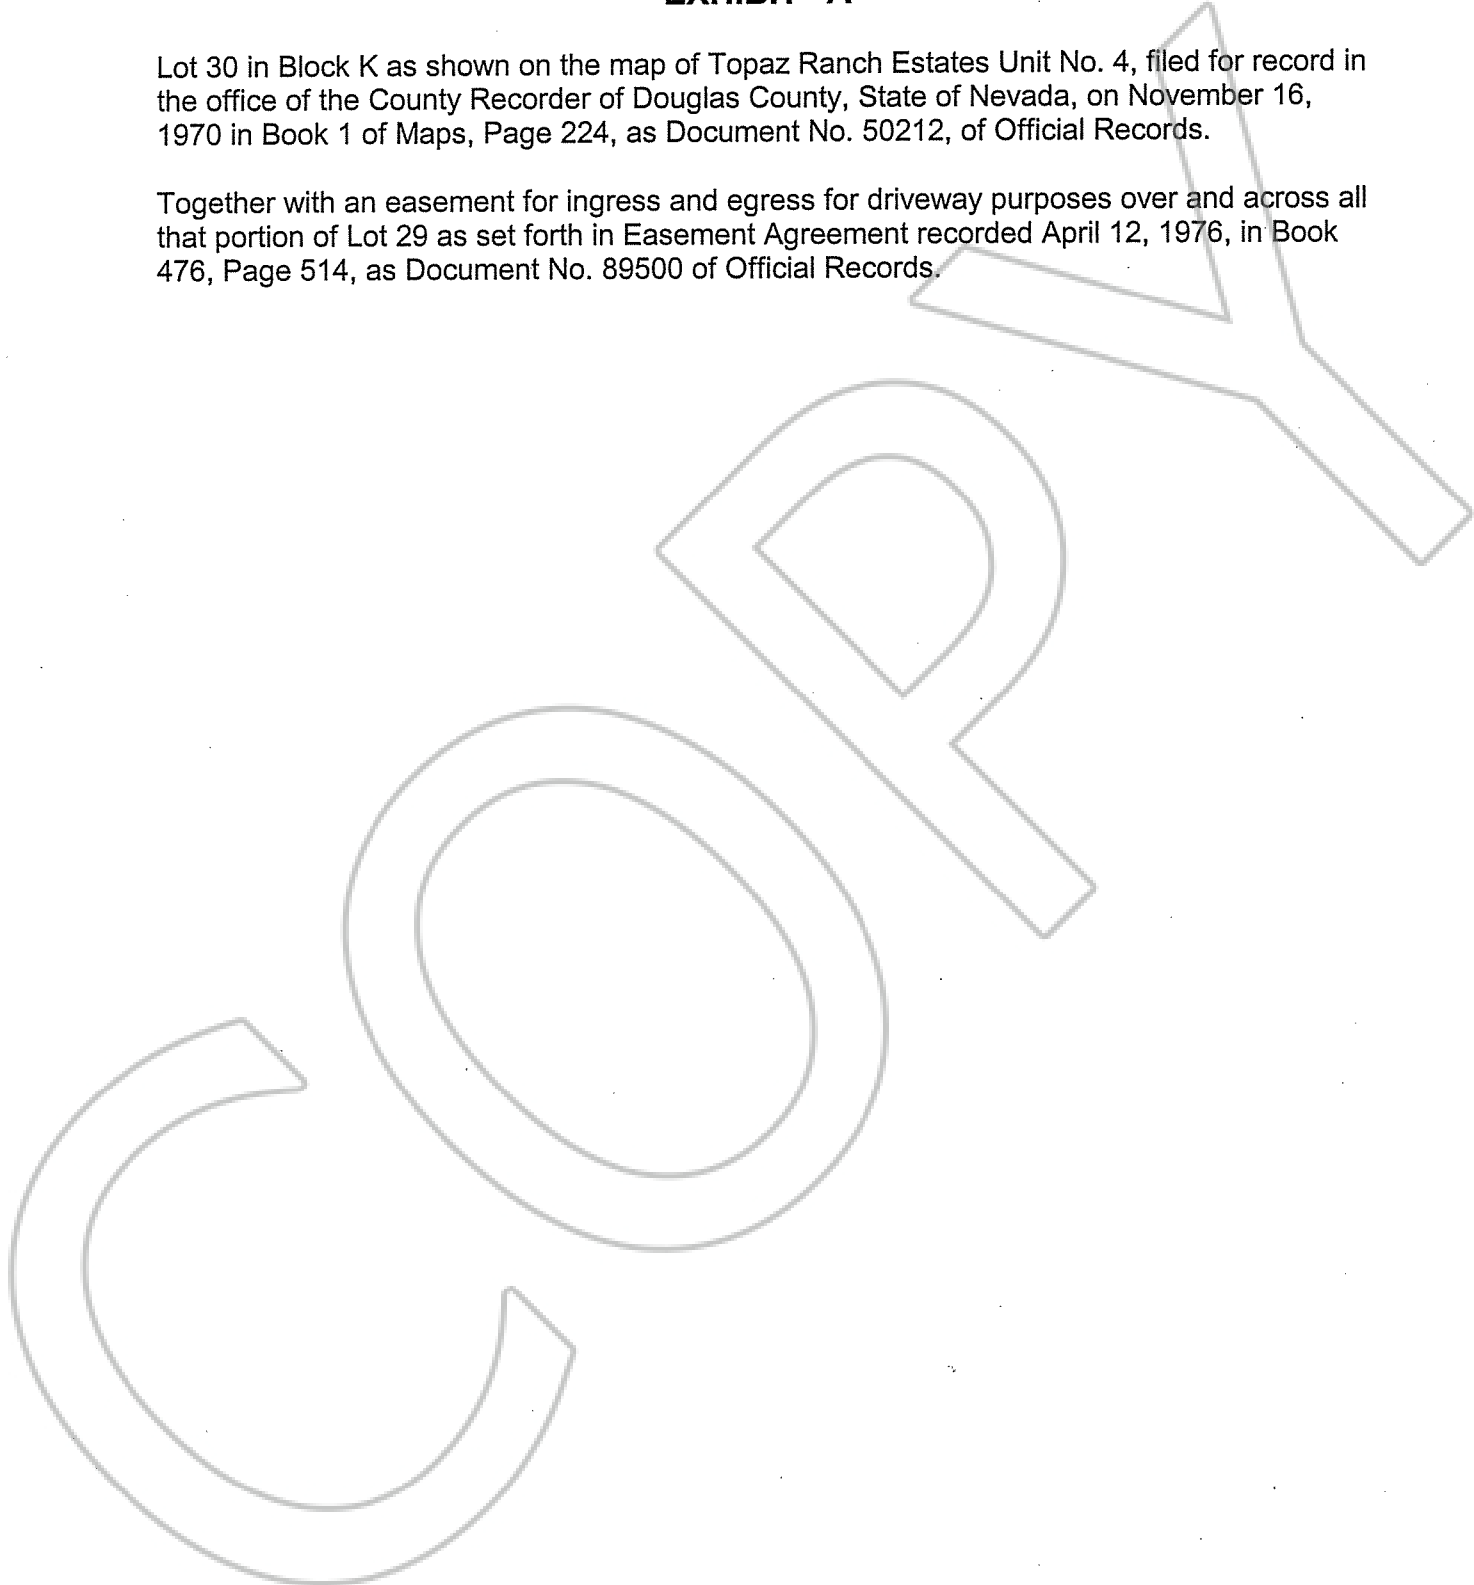 Lot 30 in Block K as shown on the map of Topaz Ranch Estates Unit No. 4, filed for record in
the office of the County Recorder of Douglas County, State of Nevada, on November 16,
1970 in Book 1 of Maps, Page 224, as Document No. 50212, of Official Records.
Together with an easement for ingress and egress for driveway purposes over and across all
that portion of Lot 29 as set forth in Easement Agreement recorded April 12, 1976, in Book
476, Page 514, as Document No. 89500 of Official Records.
COPY